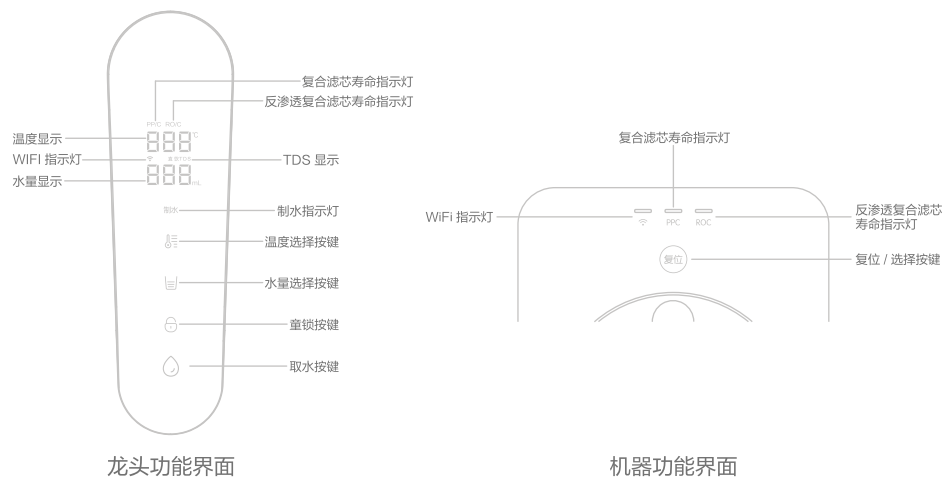 复合滤芯寿命指示灯
反渗透复合滤芯寿命指示灯
PP/C RO/C
温度显示
888 ℃
WIFI 指示灯
TDS 显示
水量显示
888 mL
制水
制水指示灯
温度选择按键
水量选择按键
童锁按键
取水按键
龙头功能界面
复合滤芯寿命指示灯
WiFi 指示灯
PPC ROC
反渗透复合滤芯
寿命指示灯
复位
复位 / 选择按键
机器功能界面